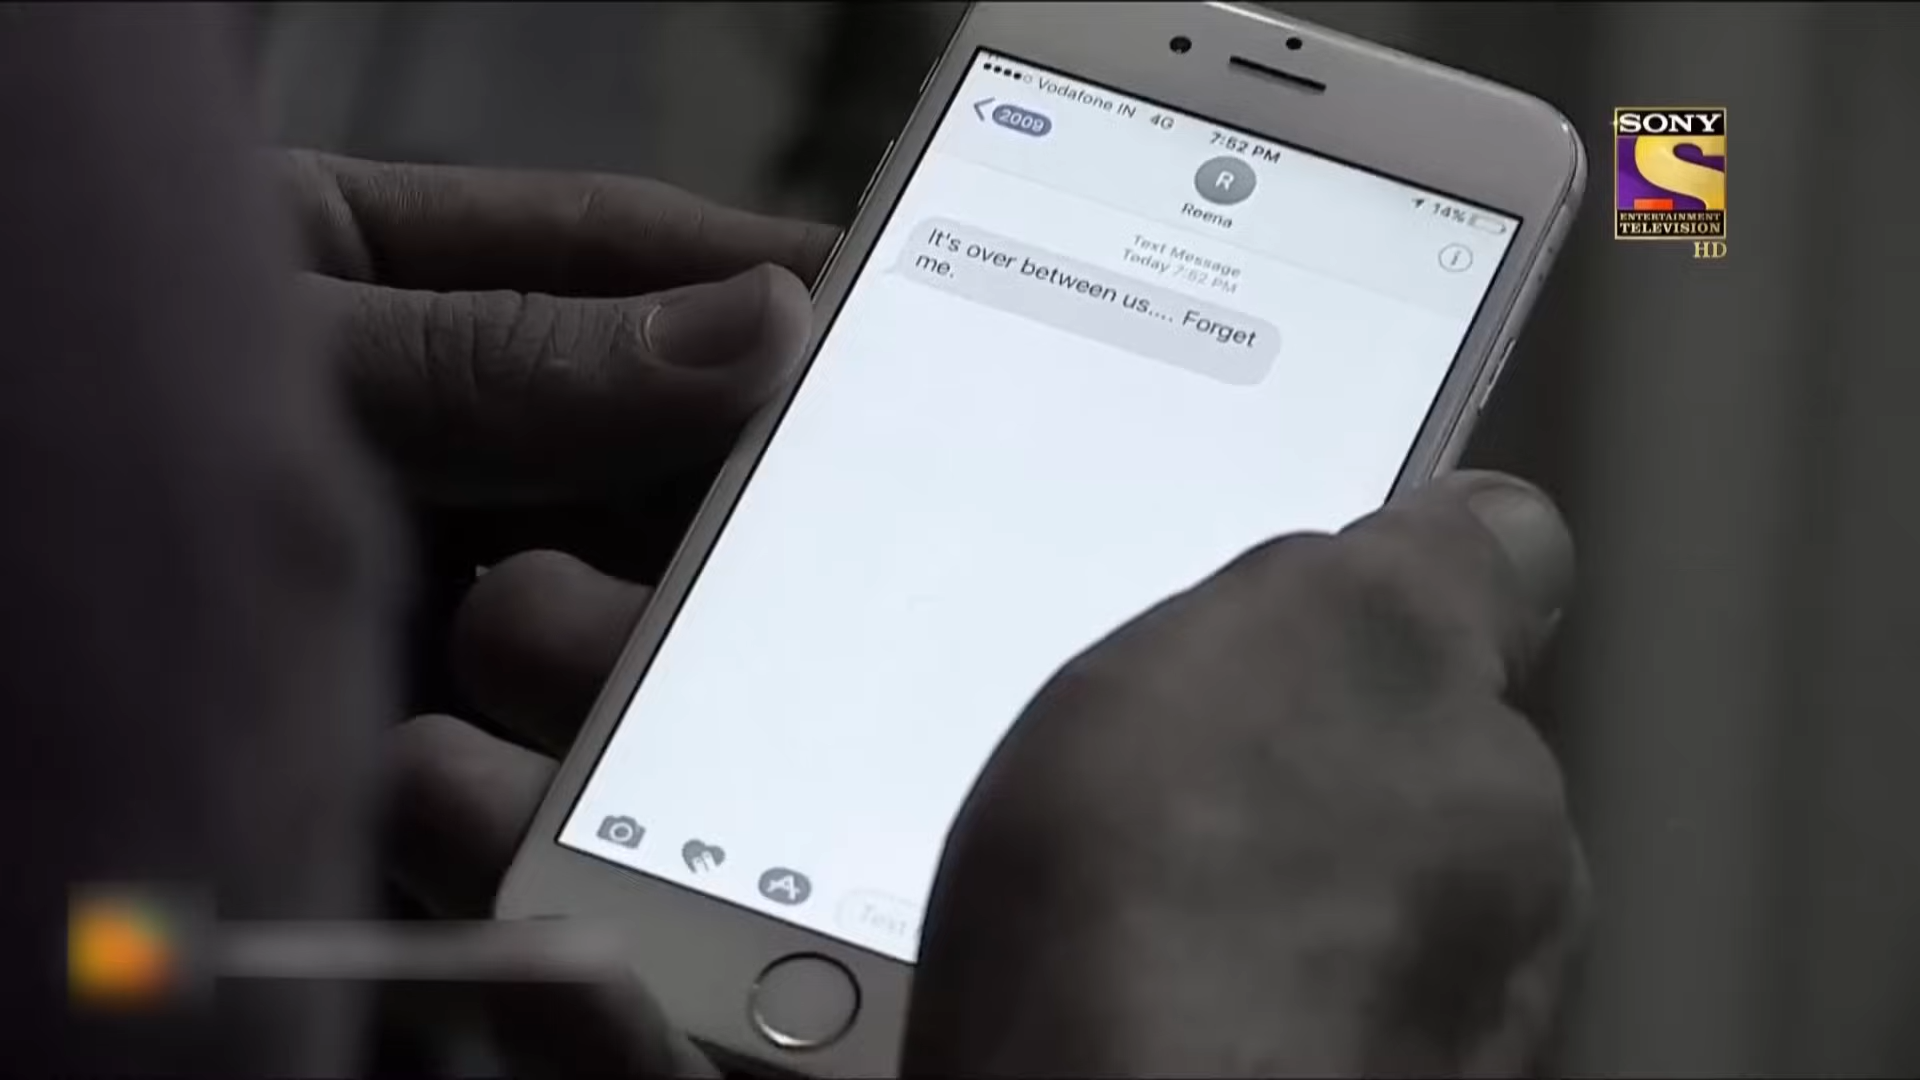 Vodafone IN 4G 7:52 PM 14%
2009
R
Reena
Text Message
Today 7:52 PM
It's over between us.... Forget
me.
Text
SONY
ENTERTAINMENT
TELEVISION
HD